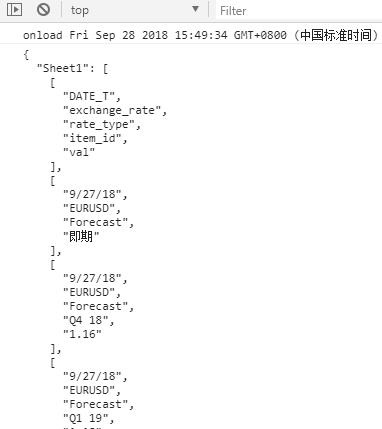 top ▼ Filter
onload Fri Sep 28 2018 15:49:34 GMT+0800 (中国标准时间)
{
"Sheet1": [
[
"DATE_T",
"exchange_rate",
"rate_type",
"item_id",
"val"
],
[
"9/27/18",
"EURUSD",
"Forecast",
"即期"
],
[
"9/27/18",
"EURUSD",
"Forecast",
"Q4 18",
"1.16"
],
[
"9/27/18",
"EURUSD",
"Forecast",
"Q1 19",